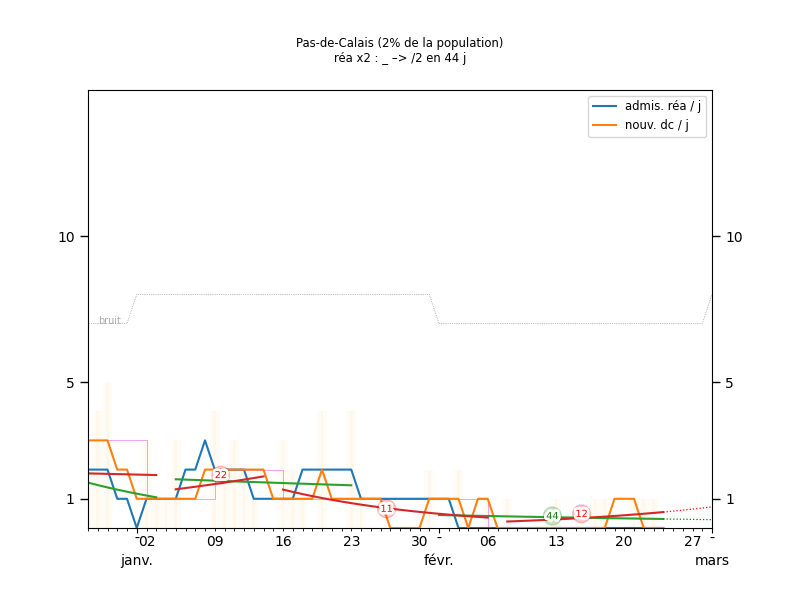 Pas-de-Calais (2% de la population)
réa x2 : _ –> /2 en 44 j
admis. réa / j
nouv. dc / j
10
10
bruit
5
5
22
11
44
12
1
1
02
09
16
23
30
06
13
20
27
janv.
févr.
mars